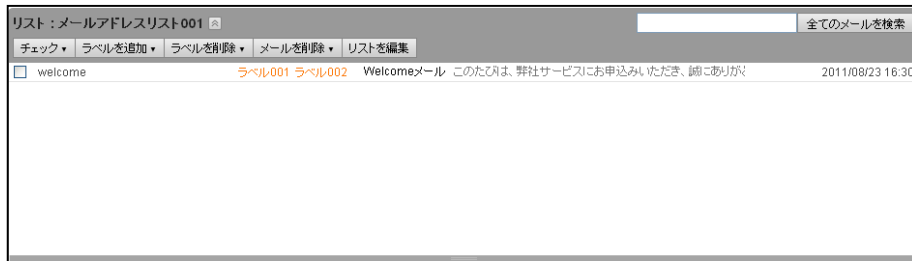 リスト：メールアドレスリスト001 全てのメールを検索
チェック ラベルを追加 ラベルを削除 メールを削除 リストを編集
welcome ラベル001 ラベル002 Welcomeメール このたびは、弊社サービスにお申込みいただき、誠にありが 2011/08/23 16:30